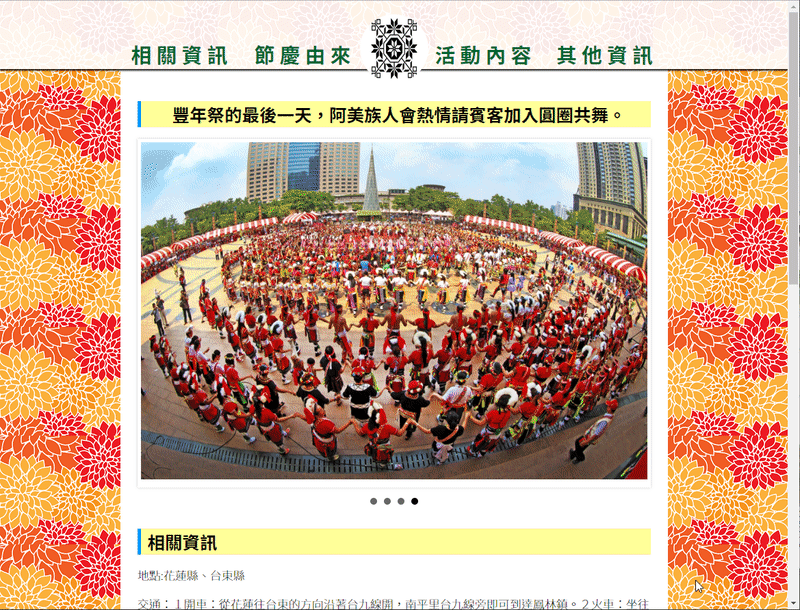 相關資訊 節慶由來 活動內容 其他資訊
豐年祭的最後一天，阿美族人會熱情請賓客加入圓圈共舞。
相關資訊
地點:花蓮縣、台東縣
交通：１開車：從花蓮往台東的方向沿著台九線開，南平里台九線旁即可到達鳳林鎮。２火車：坐往